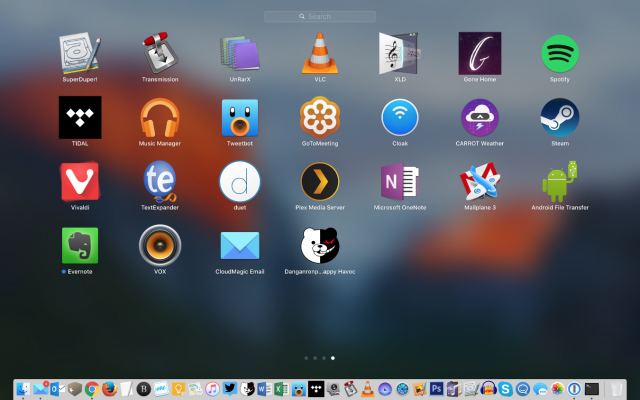 Search
SuperDuper!
Transmission
UnRarX
VLC
XLD
Gone Home
Spotify
TIDAL
Music Manager
Tweetbot
GoToMeeting
Cloak
CARROT Weather
Steam
Vivaldi
TextExpander
duet
Plex Media Server
Microsoft OneNote
Mailplane 3
Android File Transfer
Evernote
VOX
CloudMagic Email
Danganronp...appy Havoc